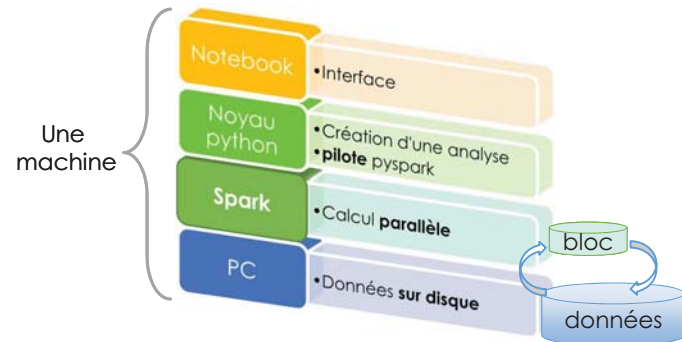 Une
machine
Notebook
•Interface
Noyau
python
•Création d'une analyse
•pilote pyspark
Spark
•Calcul parallèle
PC
•Données sur disque
bloc
données